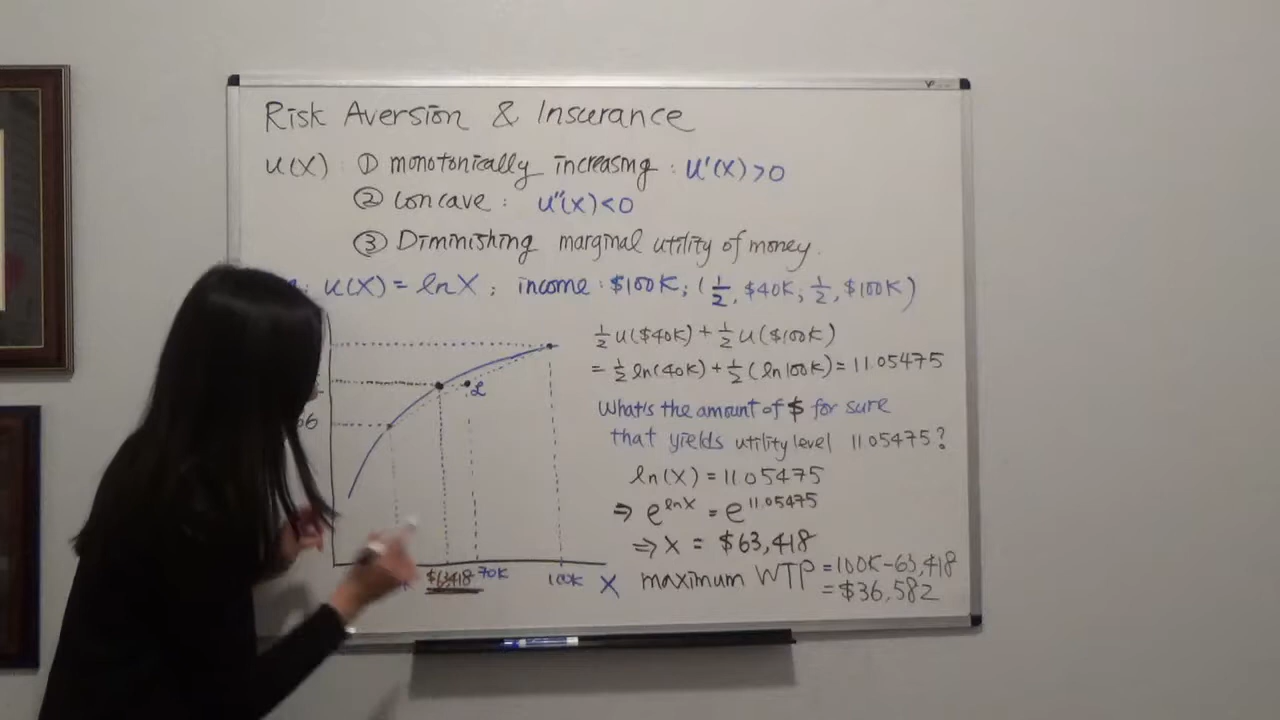 Risk Aversion & Insurance
u(X) : ① monotonically increasing : u'(X)>0
② Concave : u"(X)<0
③ Diminishing marginal utility of money.
u(X) = lnX ; income : $100K ; (1/2, $40K ; 1/2, $100K)
1/2 u($40K) + 1/2 u($100K)
= 1/2 ln(40K) + 1/2 (ln100K) = 11.05475
What's the amount of $ for sure
that yields utility level 11.05475?
ln(X) = 11.05475
⇒ e^lnX = e^11.05475
⇒ X = $63,418
maximum WTP = 100K-63,418
= $36,582
L
66
$63,418 70K 100K X